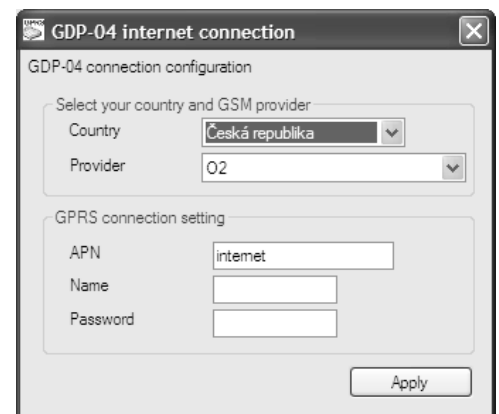 GDP-04 internet connection
GDP-04 connection configuration
Select your country and GSM provider
Country Česká republika
Provider O2
GPRS connection setting
APN internet
Name
Password
Apply